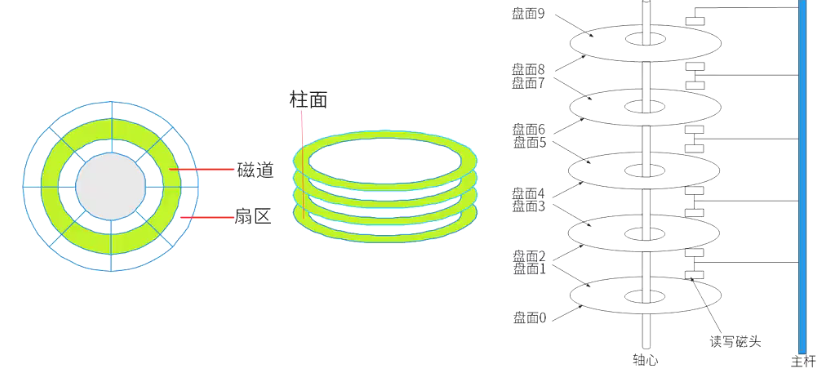 磁道
扇区
柱面
盘面9
盘面8
盘面7
盘面6
盘面5
盘面4
盘面3
盘面2
盘面1
盘面0
读写磁头
轴心
主杆